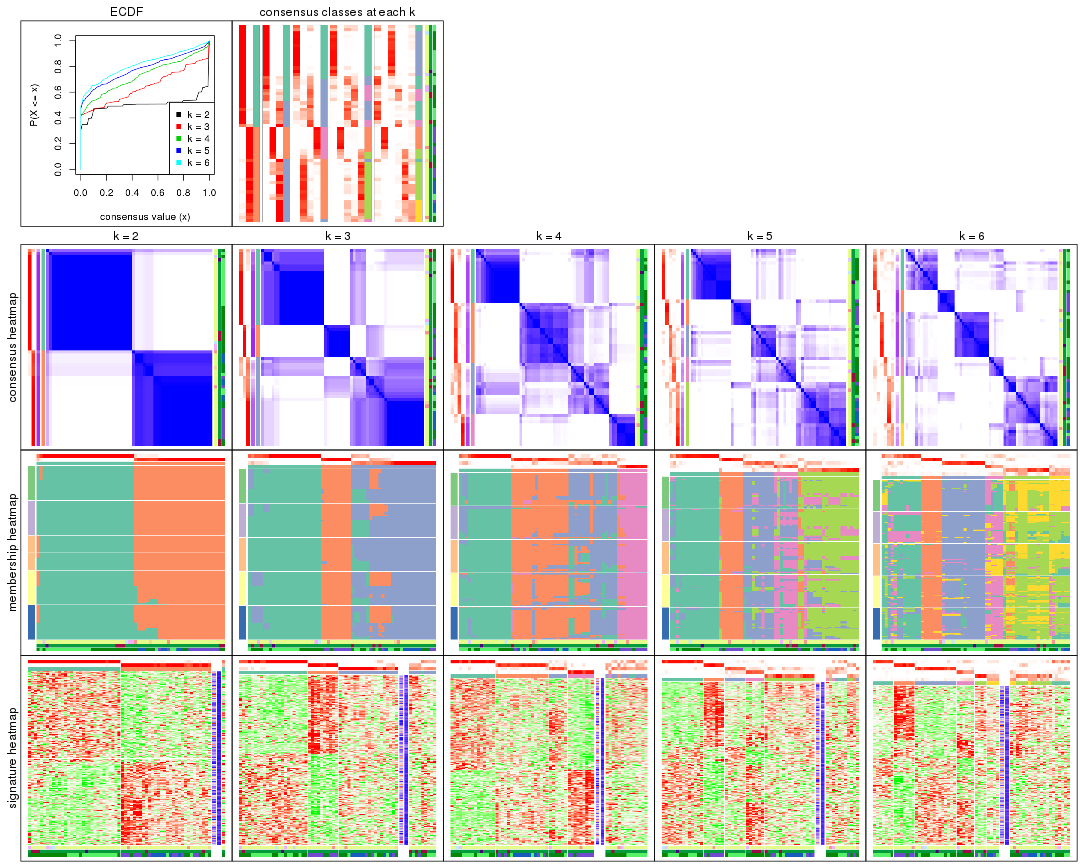 ECDF
consensus classes at each k
P(X <= x)
0.0 0.2 0.4 0.6 0.8 1.0
k = 2
k = 3
k = 4
k = 5
k = 6
0.0 0.2 0.4 0.6 0.8 1.0
consensus value (x)
k = 2
k = 3
k = 4
k = 5
k = 6
consensus heatmap
membership heatmap
signature heatmap